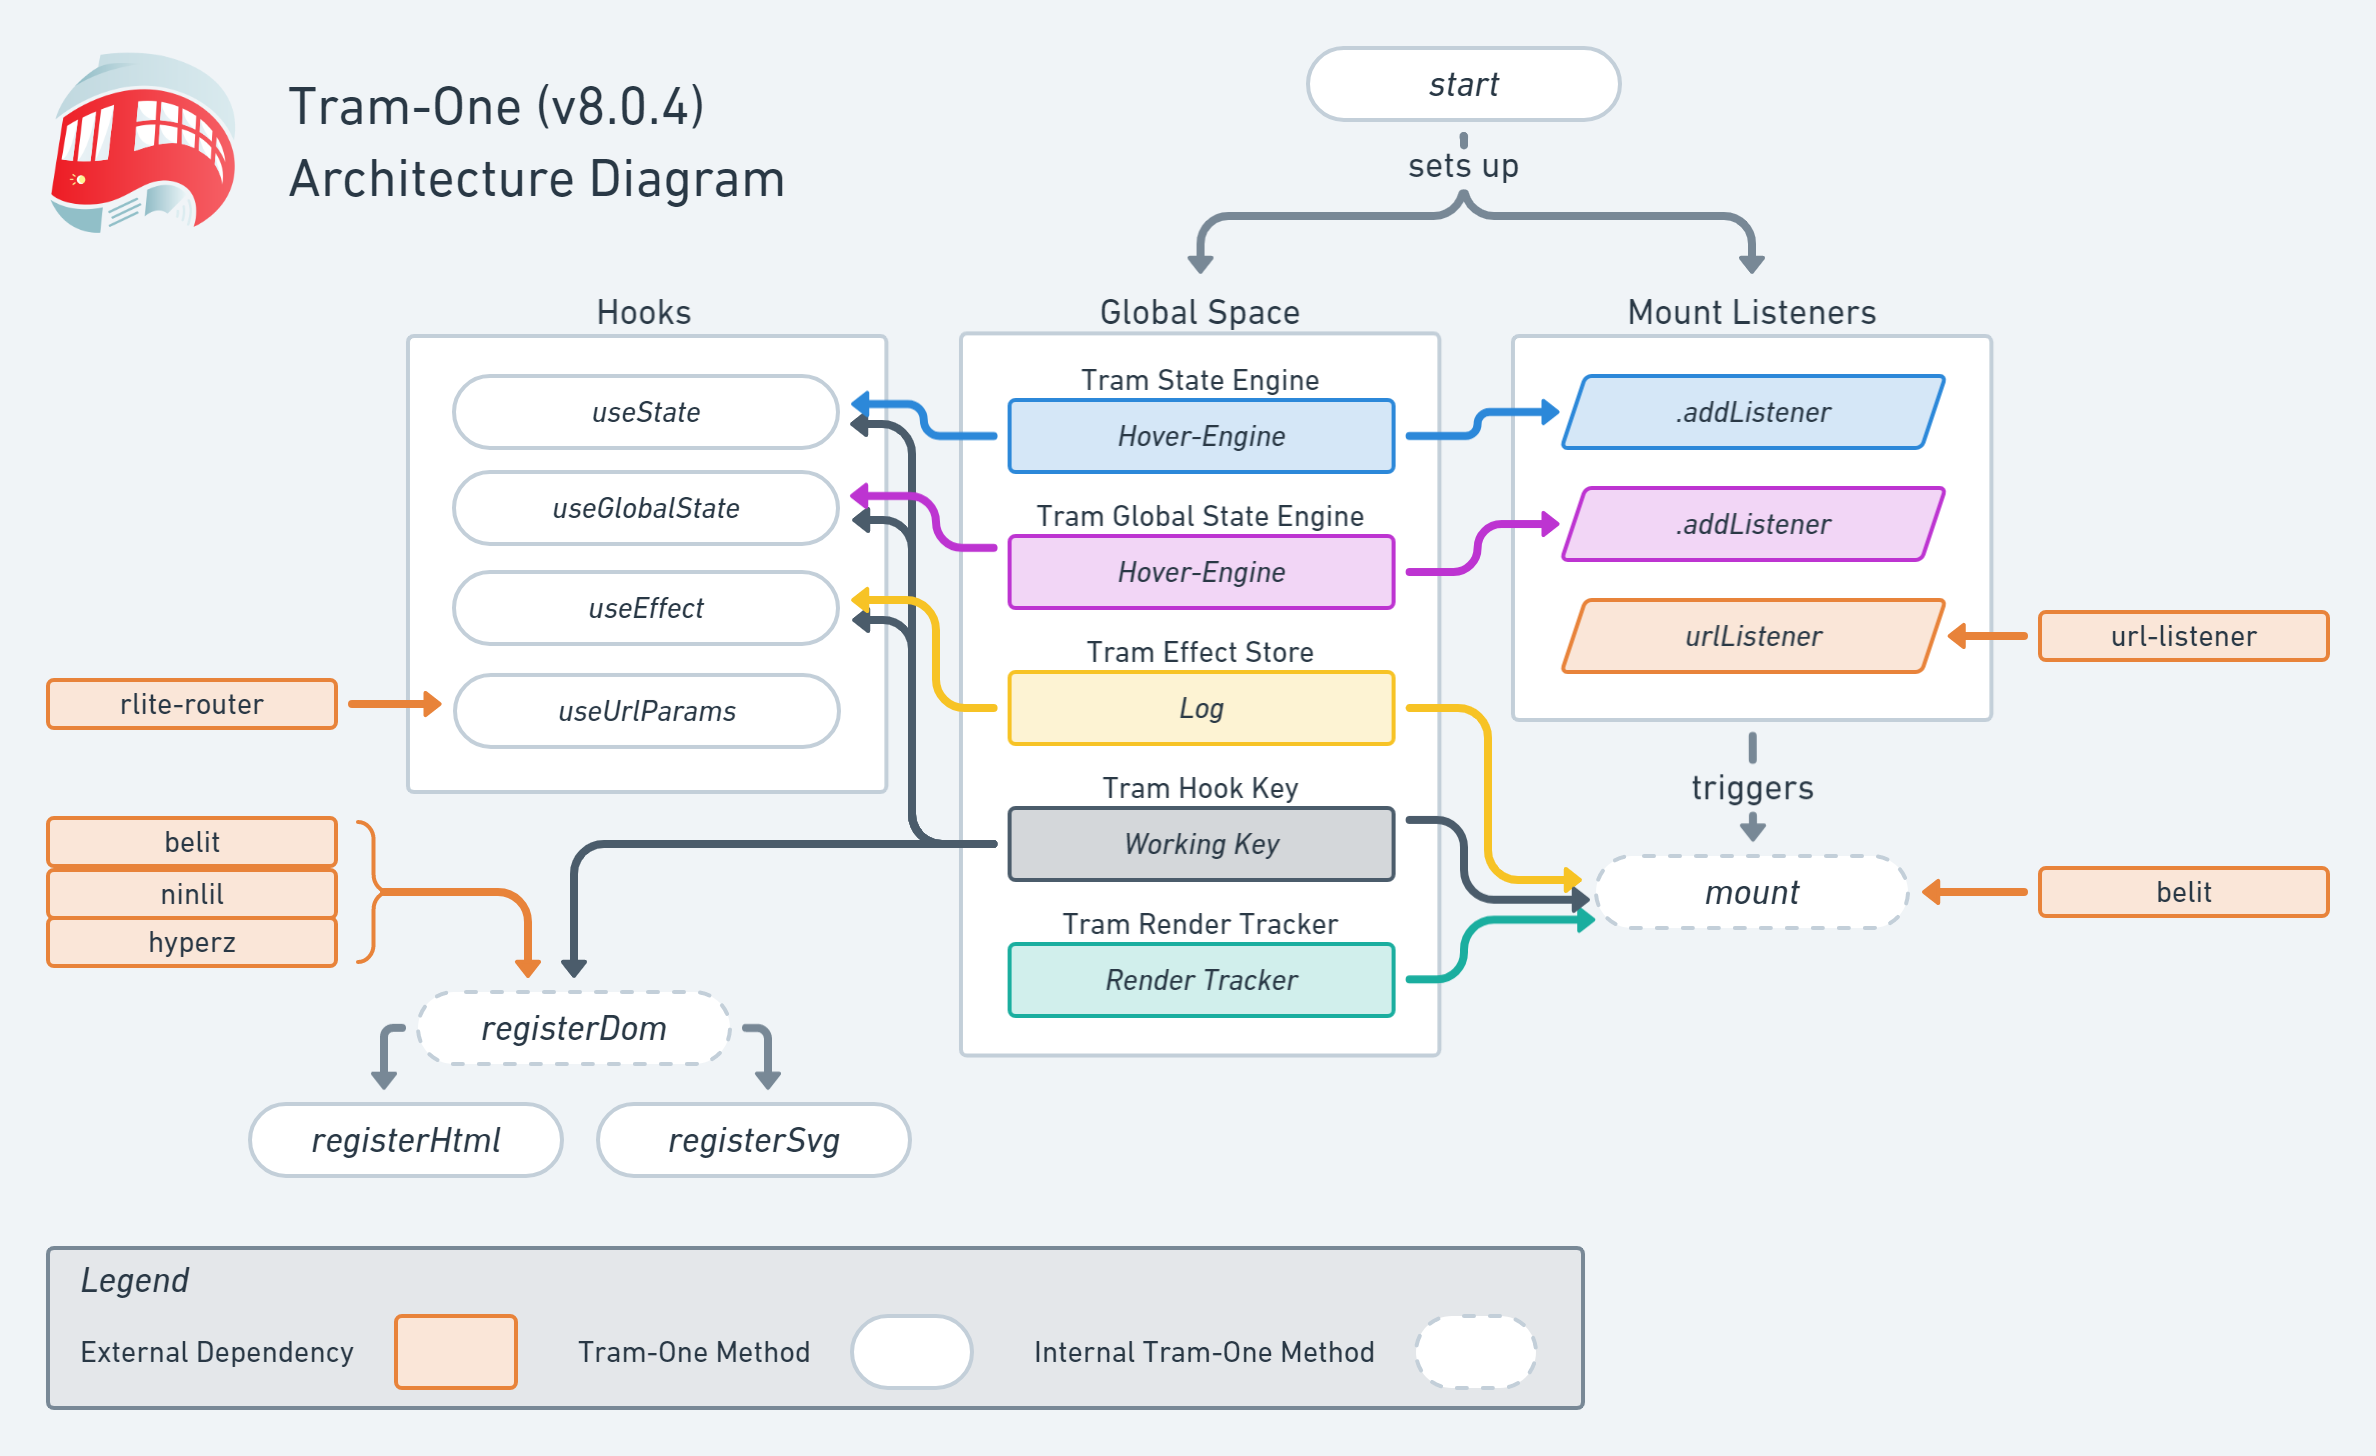 Tram-One (v8.0.4)
Architecture Diagram
start
sets up
Hooks
useState
useGlobalState
useEffect
useUrlParams
Global Space
Tram State Engine
Hover-Engine
Tram Global State Engine
Hover-Engine
Tram Effect Store
Log
Tram Hook Key
Working Key
Tram Render Tracker
Render Tracker
Mount Listeners
.addListener
.addListener
urlListener
url-listener
triggers
mount
belit
rlite-router
belit
ninlil
hyperz
registerDom
registerHtml
registerSvg
Legend
External Dependency
Tram-One Method
Internal Tram-One Method